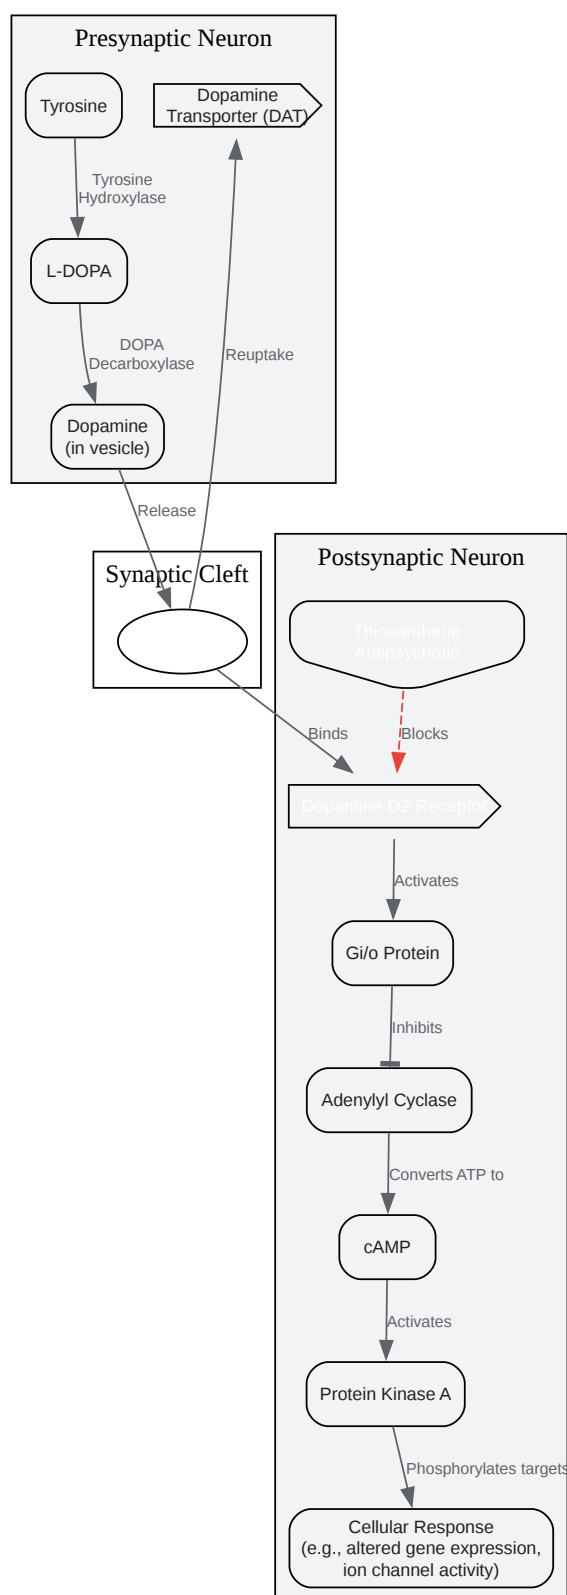 Presynaptic Neuron
Tyrosine
Dopamine
Transporter (DAT)
Tyrosine
Hydroxylase
L-DOPA
DOPA
Decarboxylase
Reuptake
Dopamine
(in vesicle)
Release
Synaptic Cleft
Postsynaptic Neuron
Thioxanthene
Antipsychotic
Binds
Blocks
Dopamine D2 Receptor
Activates
Gi/o Protein
Inhibits
Adenylyl Cyclase
Converts ATP to
cAMP
Activates
Protein Kinase A
Phosphorylates targets
Cellular Response
(e.g., altered gene expression,
ion channel activity)